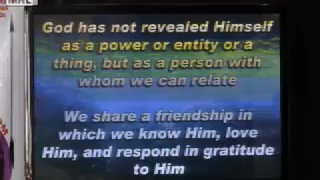 God has not revealed Himself
as a power or entity or a
thing, but as a person with
whom we can relate
We share a friendship in
which we know Him, love
Him, and respond in gratitude
to Him